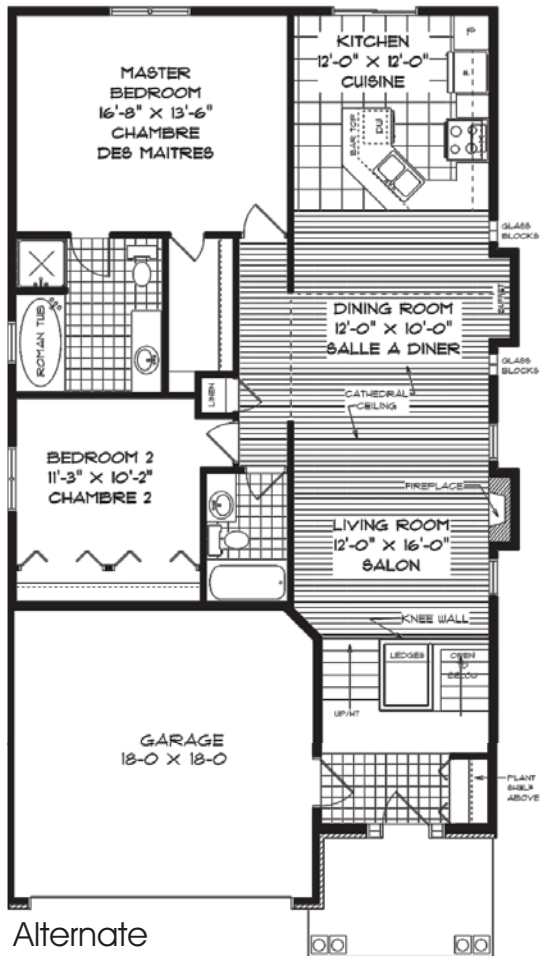 MASTER
BEDROOM
16'-8" X 13'-6"
CHAMBRE
DES MAITRES
KITCHEN
12'-0" X 12'-0"
CUISINE
BAR TOP
DW
P
GLASS
BLOCKS
ROMAN TUB
DINING ROOM
12'-0" X 10'-0"
SALLE A DINER
BUFFET
GLASS
BLOCKS
LINEN
CATHEDRAL
CEILING
BEDROOM 2
11'-3" X 10'-2"
CHAMBRE 2
FIREPLACE
LIVING ROOM
12'-0" X 16'-0"
SALON
KNEE WALL
LEDGES
OPEN
TO
BELOW
GARAGE
18-0 X 18-0
PLANT
SHELF
ABOVE
Alternate